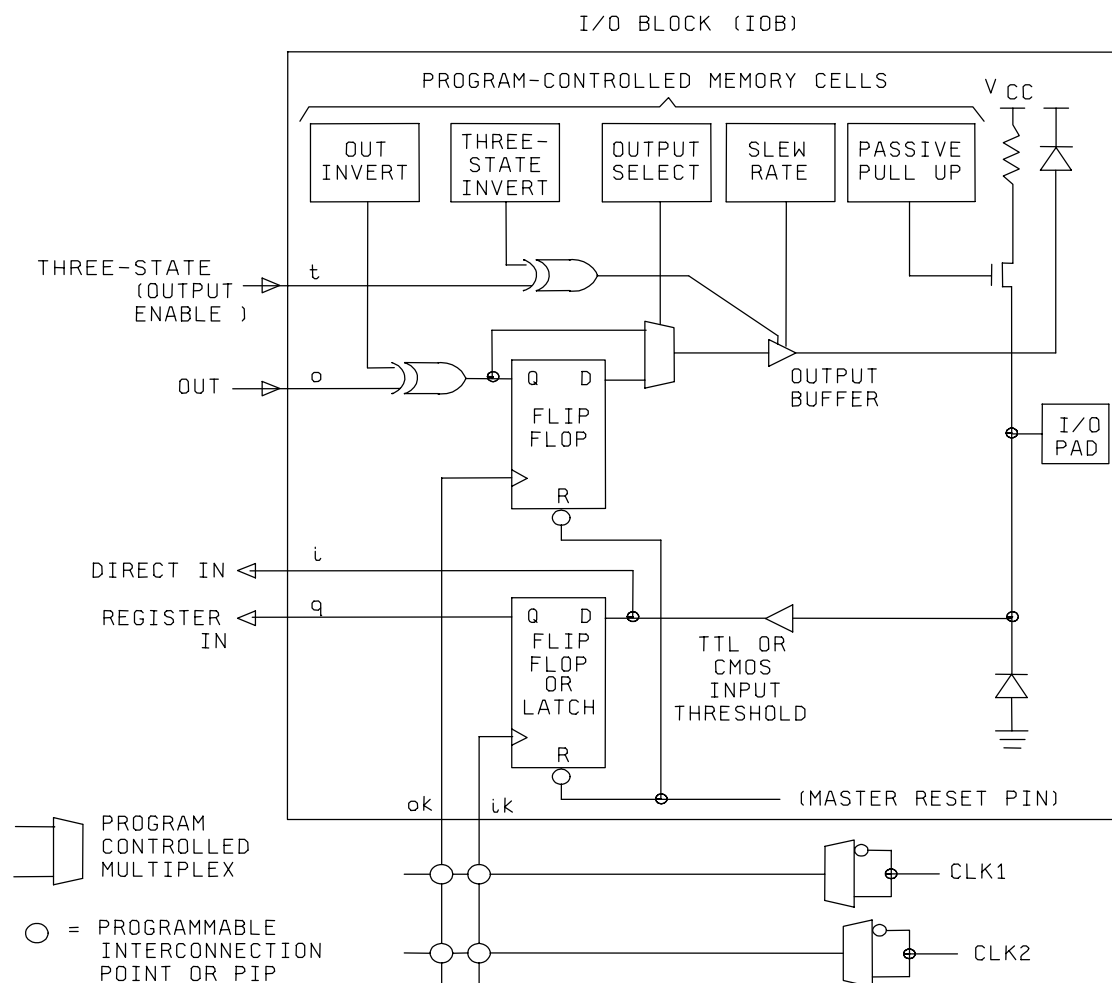 I/O BLOCK (IOB)
PROGRAM-CONTROLLED MEMORY CELLS
V CC
OUT
INVERT
THREE-
STATE
INVERT
OUTPUT
SELECT
SLEW
RATE
PASSIVE
PULL UP
THREE-STATE
(OUTPUT
ENABLE )
t
OUT
o
Q D
FLIP
FLOP
R
OUTPUT
BUFFER
I/O
PAD
DIRECT IN
i
REGISTER
IN
q
Q D
FLIP
FLOP
OR
LATCH
R
TTL OR
CMOS
INPUT
THRESHOLD
ok
ik
(MASTER RESET PIN)
PROGRAM
CONTROLLED
MULTIPLEX
CLK1
= PROGRAMMABLE
INTERCONNECTION
POINT OR PIP
CLK2